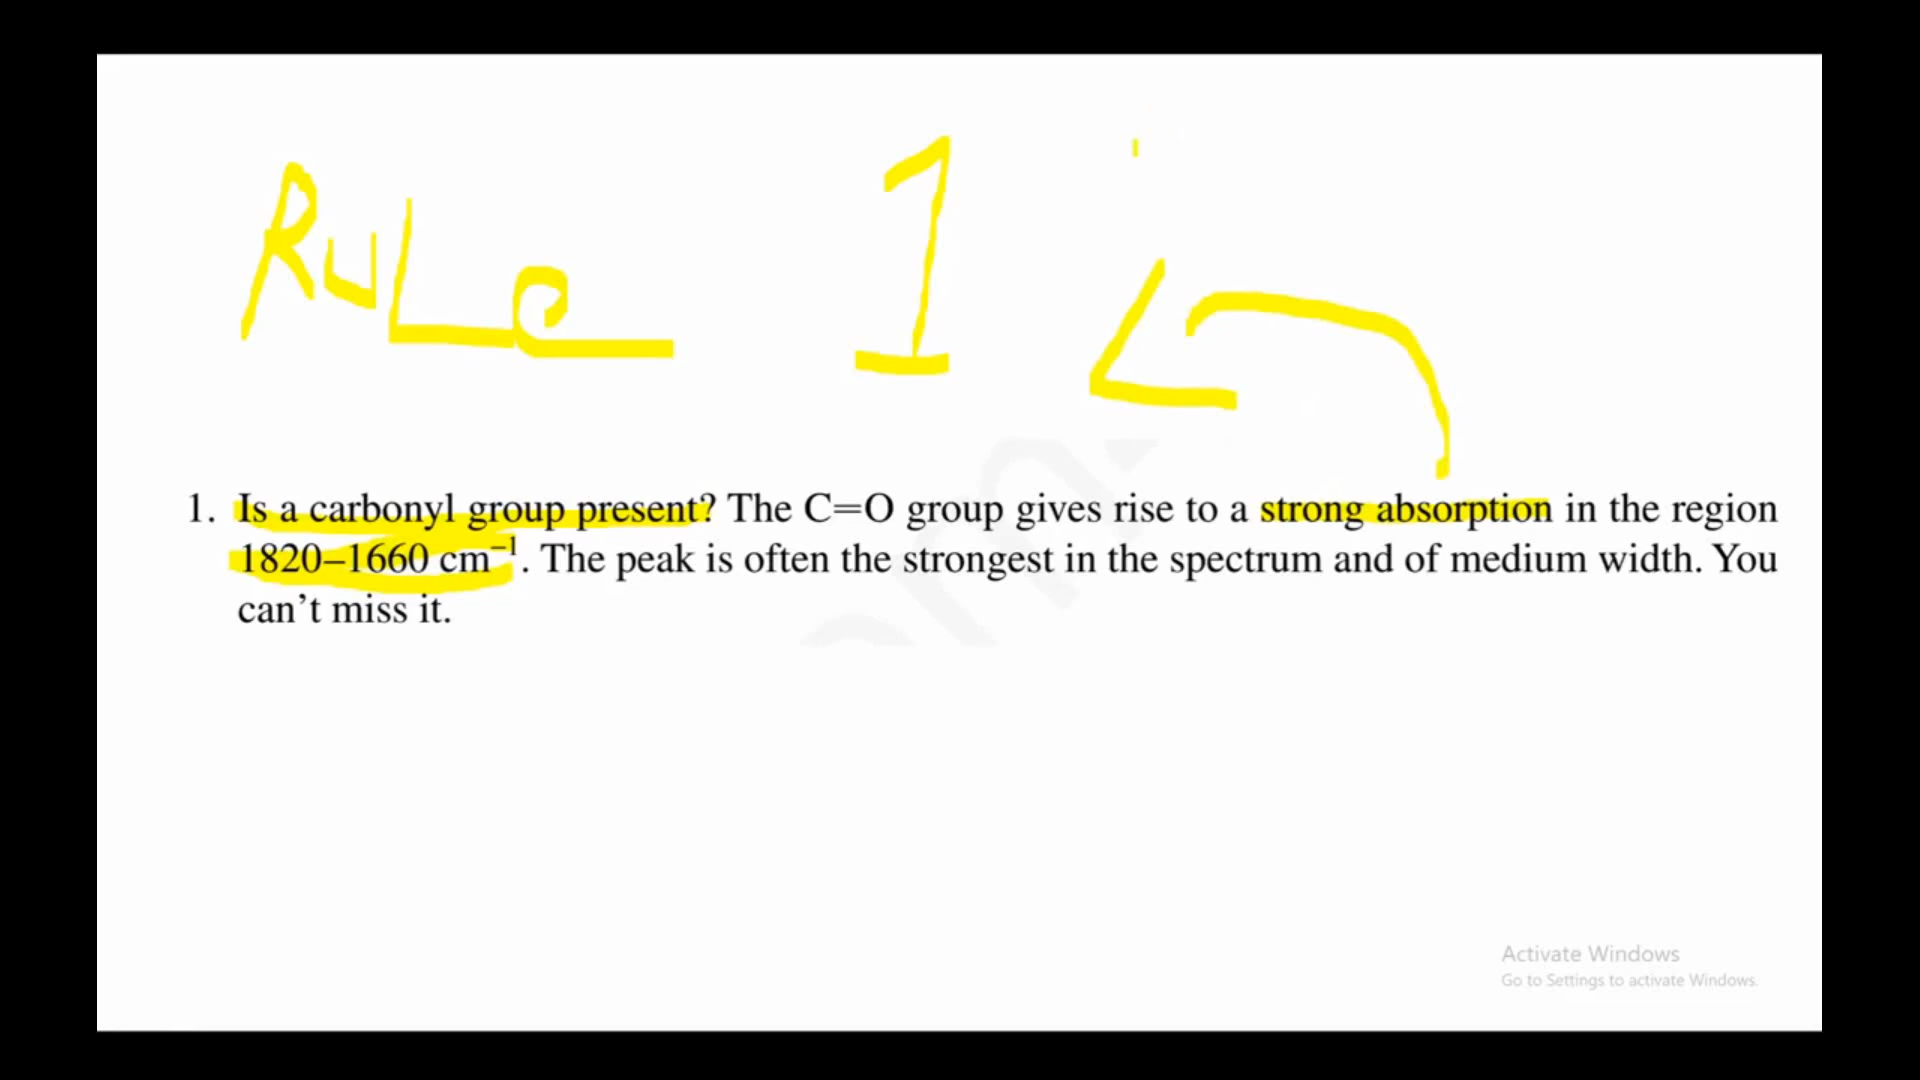 RULe 1
1. Is a carbonyl group present? The C=O group gives rise to a strong absorption in the region
1820–1660 cm⁻¹. The peak is often the strongest in the spectrum and of medium width. You
can’t miss it.
Activate Windows
Go to Settings to activate Windows.